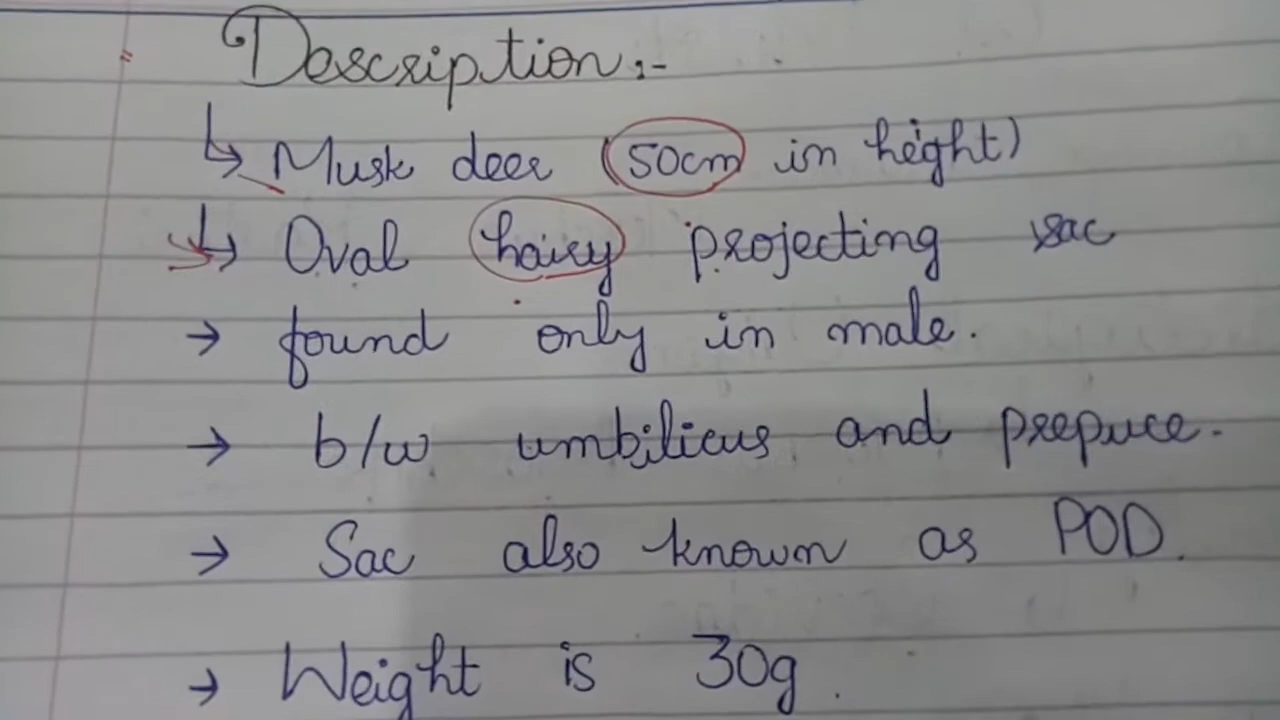 Description :-
↳ Musk deer (50cm in height)
↳ Oval hairy projecting sac
→ found only in male.
→ b/w umbilicus and prepuce.
→ Sac also known as POD.
→ Weight is 30g.